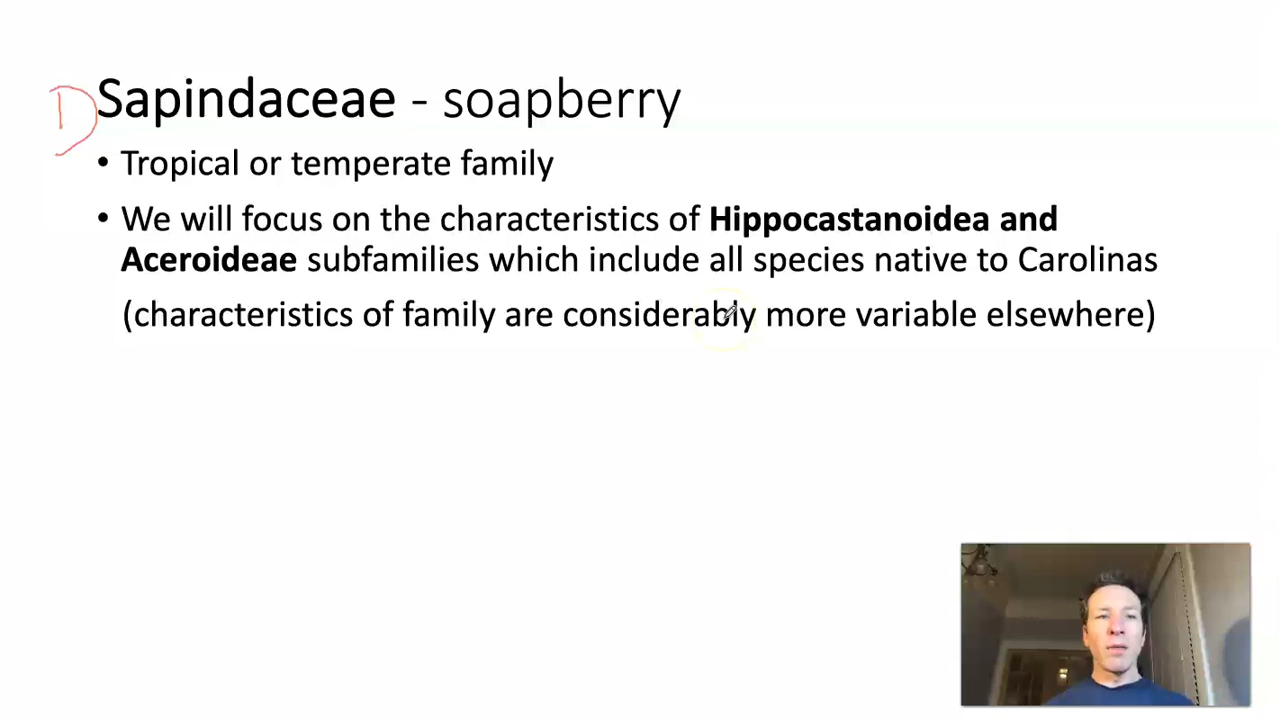 D Sapindaceae - soapberry
• Tropical or temperate family
• We will focus on the characteristics of Hippocastanoidea and
Aceroideae subfamilies which include all species native to Carolinas
(characteristics of family are considerably more variable elsewhere)